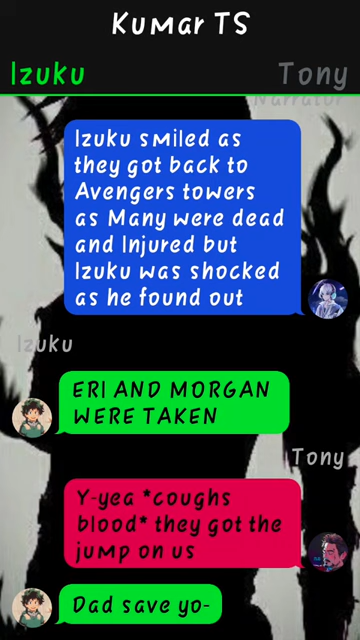 Kumar TS
Izuku
Tony
Narrator
Izuku smiled as
they got back to
Avengers towers
as Many were dead
and Injured but
Izuku was shocked
as he found out
Izuku
ERI AND MORGAN
WERE TAKEN
Tony
Y-yea *coughs
blood* they got the
jump on us
Dad save yo-